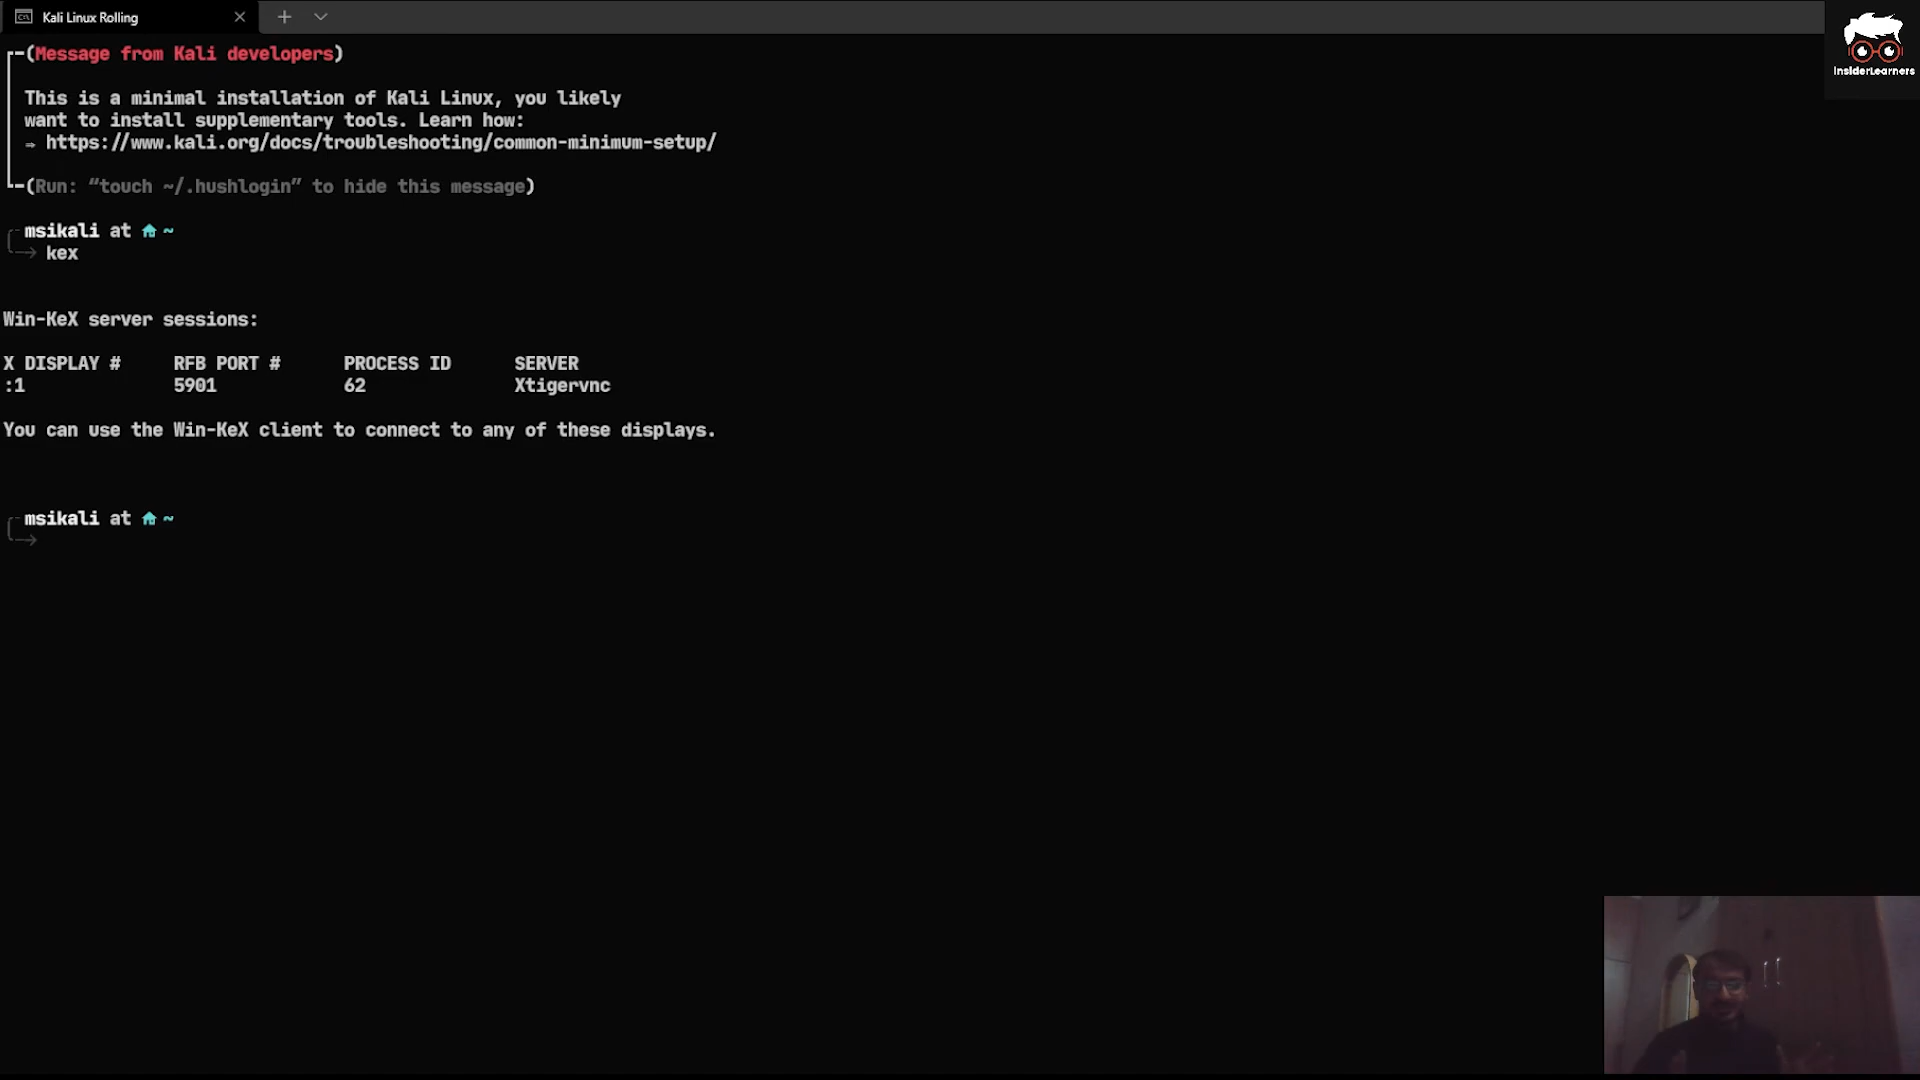 Kali Linux Rolling
InsiderLearners
(Message from Kali developers)
This is a minimal installation of Kali Linux, you likely
want to install supplementary tools. Learn how:
⇒ https://www.kali.org/docs/troubleshooting/common-minimum-setup/
(Run: “touch ~/.hushlogin” to hide this message)
msikali at ~
kex
Win-KeX server sessions:
X DISPLAY # RFB PORT # PROCESS ID SERVER
:1 5901 62 Xtigervnc
You can use the Win-KeX client to connect to any of these displays.
msikali at ~